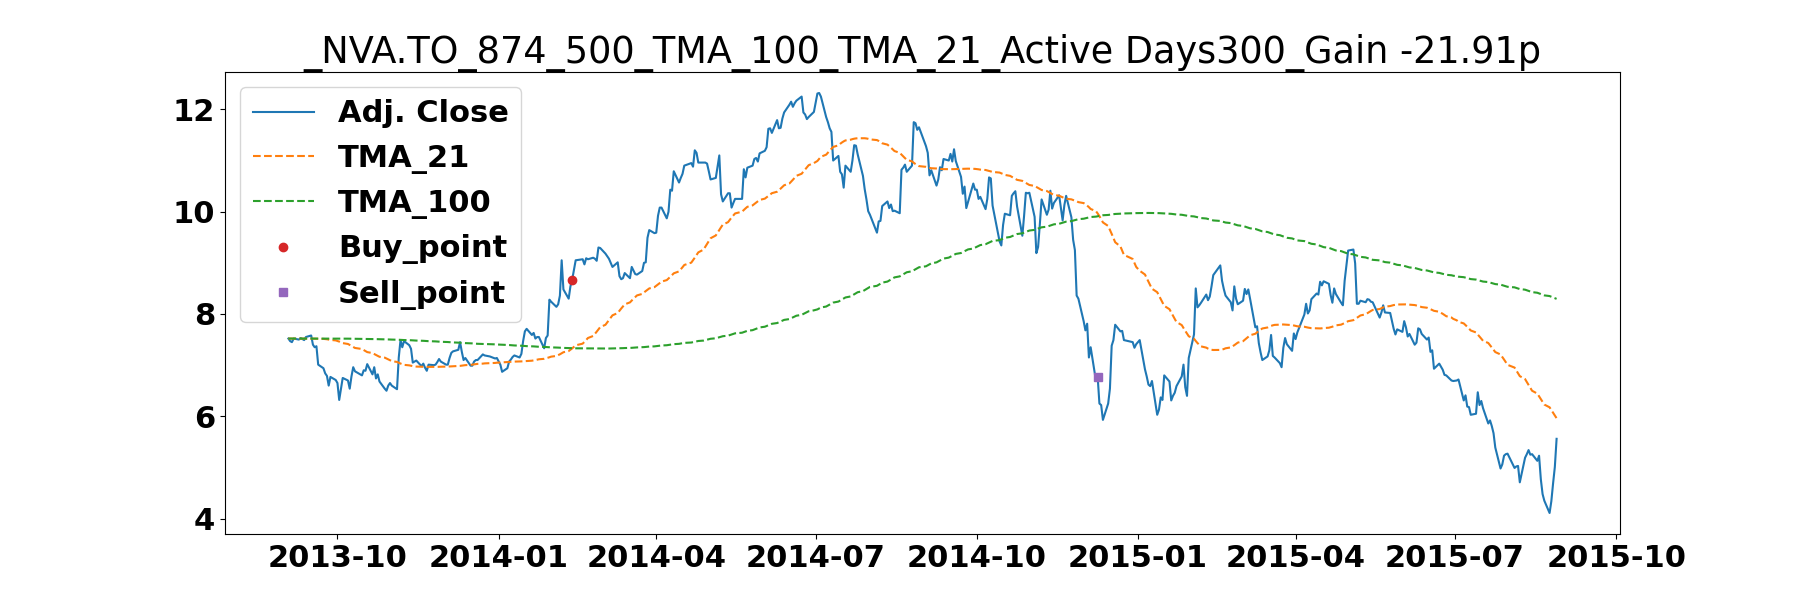 _NVA.TO_874_500_TMA_100_TMA_21_Active Days300_Gain -21.91p
Adj. Close
TMA_21
TMA_100
Buy_point
Sell_point
12
10
8
6
4
2013-10 2014-01 2014-04 2014-07 2014-10 2015-01 2015-04 2015-07 2015-10